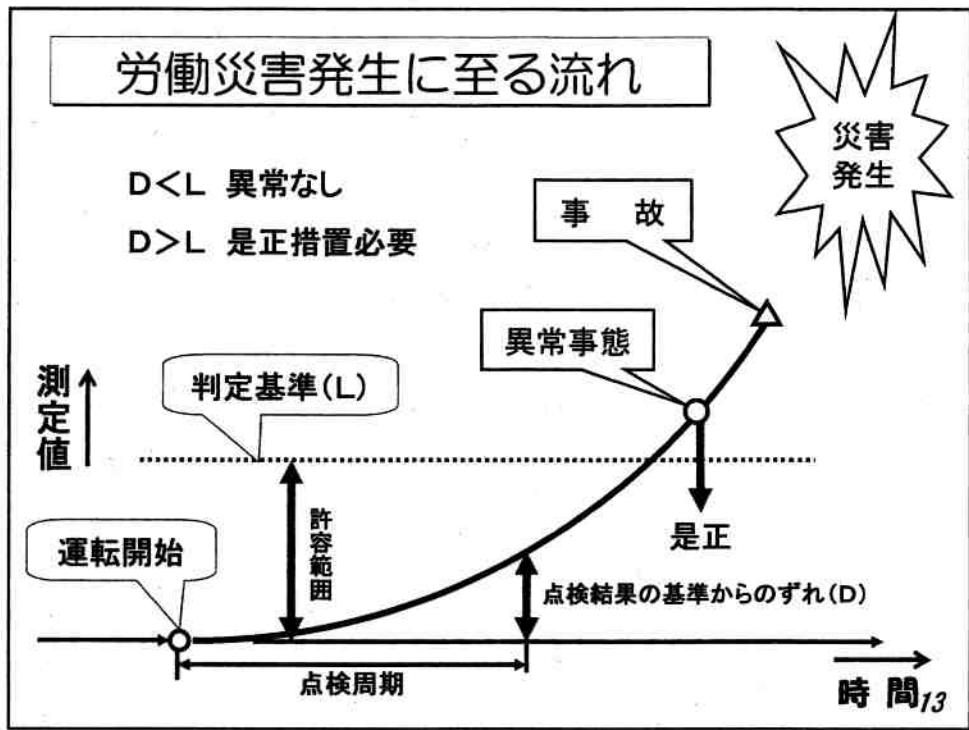 労働災害発生に至る流れ
災害
発生
D<L 異常なし
D>L 是正措置必要
事 故
異常事態
判定基準(L)
測定値
運転開始
許容範囲
是正
点検結果の基準からのずれ(D)
点検周期
時 間
13